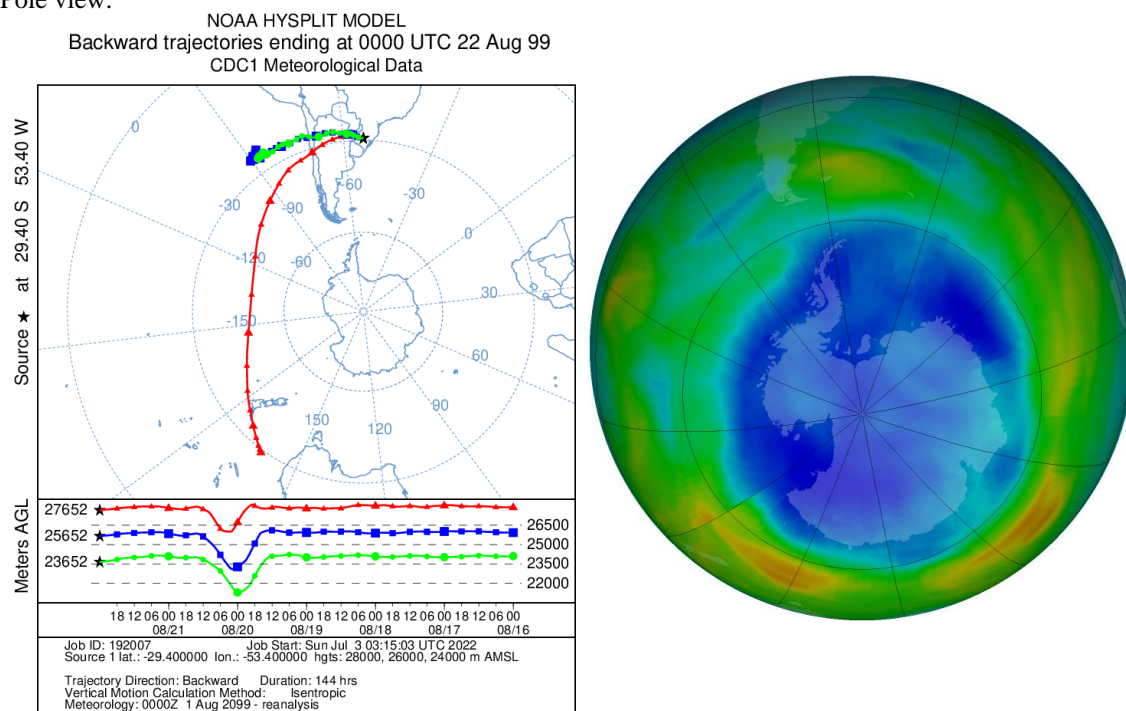 Pole view.
NOAA HYSPLIT MODEL
Backward trajectories ending at 0000 UTC 22 Aug 99
CDC1 Meteorological Data
Source ★ at 29.40 S 53.40 W
0
-30
-60
-90
-30
0
-120
-60
30
-150
60
90
150
120
Meters AGL
27652
25652
23652
26500
25000
23500
22000
18 12 06 00 18 12 06 00 18 12 06 00 18 12 06 00 18 12 06 00 18 12 06 00
08/21 08/20 08/19 08/18 08/17 08/16
Job ID: 192007 Job Start: Sun Jul 3 03:15:03 UTC 2022
Source 1 lat.: -29.400000 lon.: -53.400000 hgts: 28000, 26000, 24000 m AMSL
Trajectory Direction: Backward Duration: 144 hrs
Vertical Motion Calculation Method: Isentropic
Meteorology: 0000Z 1 Aug 2099 - reanalysis